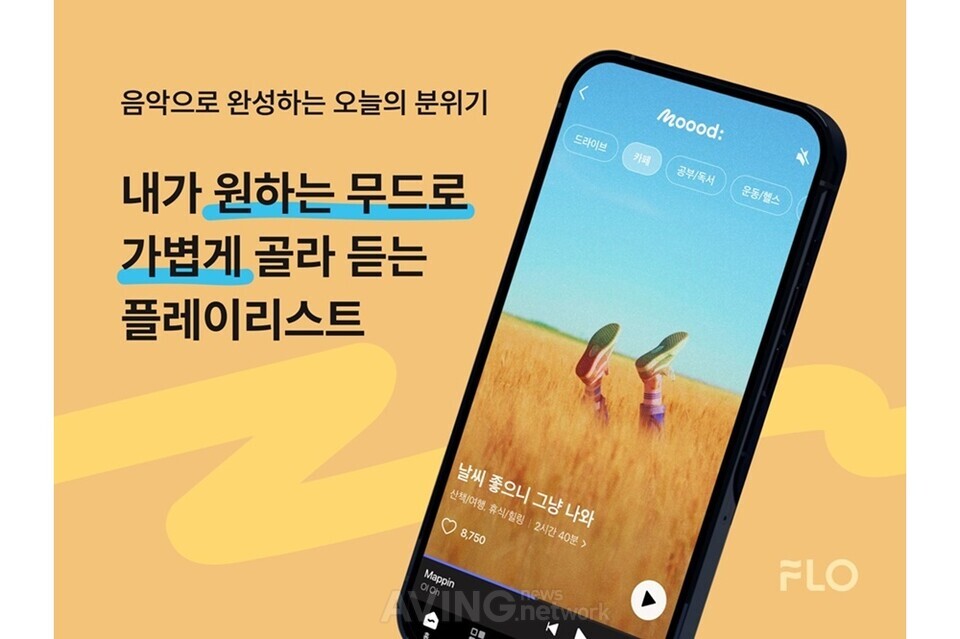 음악으로 완성하는 오늘의 분위기
내가 원하는 무드로
가볍게 골라 듣는
플레이리스트
Moood:
드라이브 카페 공부/독서 운동/헬스
날씨 좋으니 그냥 나와
산책/여행, 휴식/힐링 | 2시간 40분 >
8,750
Mappin
Oi Oh
홈
FLO
AVING news
.network